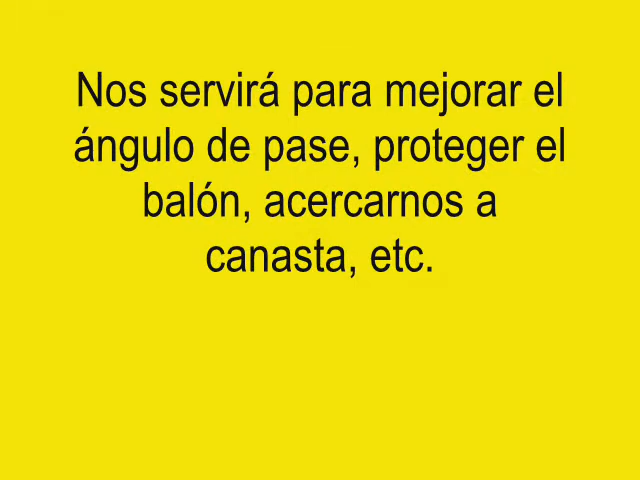 Nos servirá para mejorar el
ángulo de pase, proteger el
balón, acercarnos a
canasta, etc.